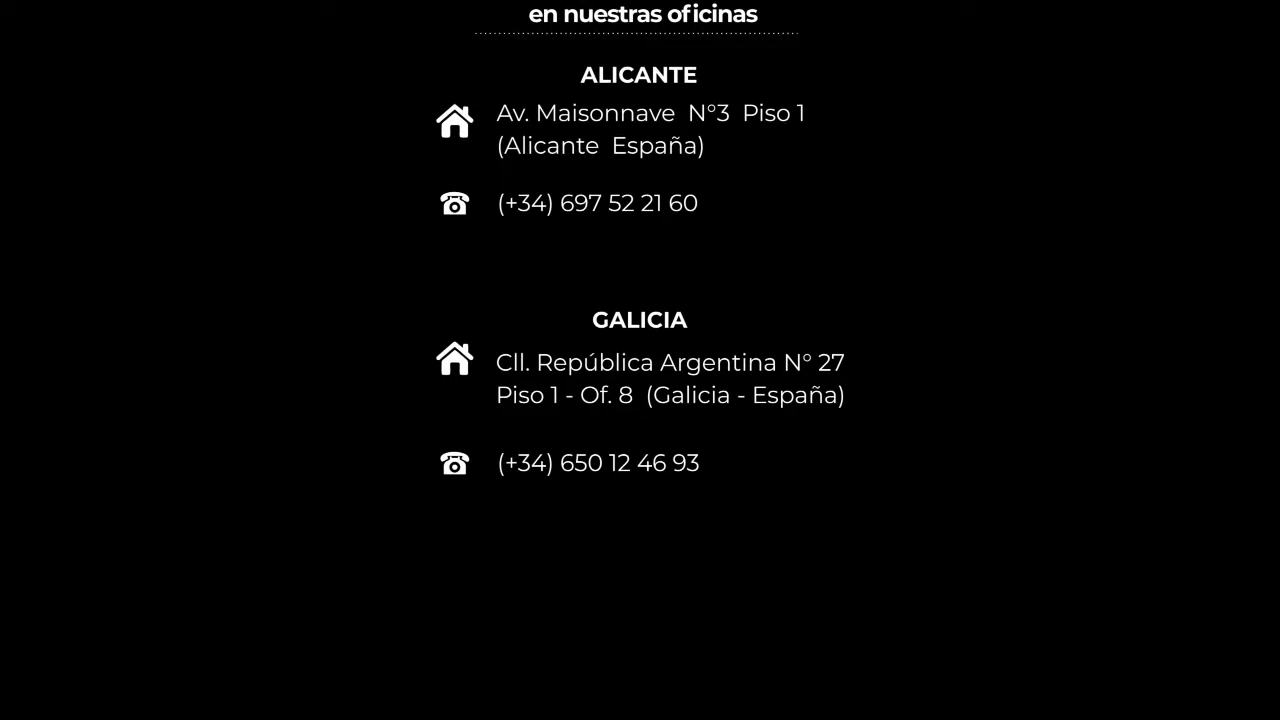 en nuestras oficinas
ALICANTE
Av. Maisonnave N°3 Piso 1
(Alicante España)
(+34) 697 52 21 60
GALICIA
Cll. República Argentina N° 27
Piso 1 - Of. 8 (Galicia - España)
(+34) 650 12 46 93